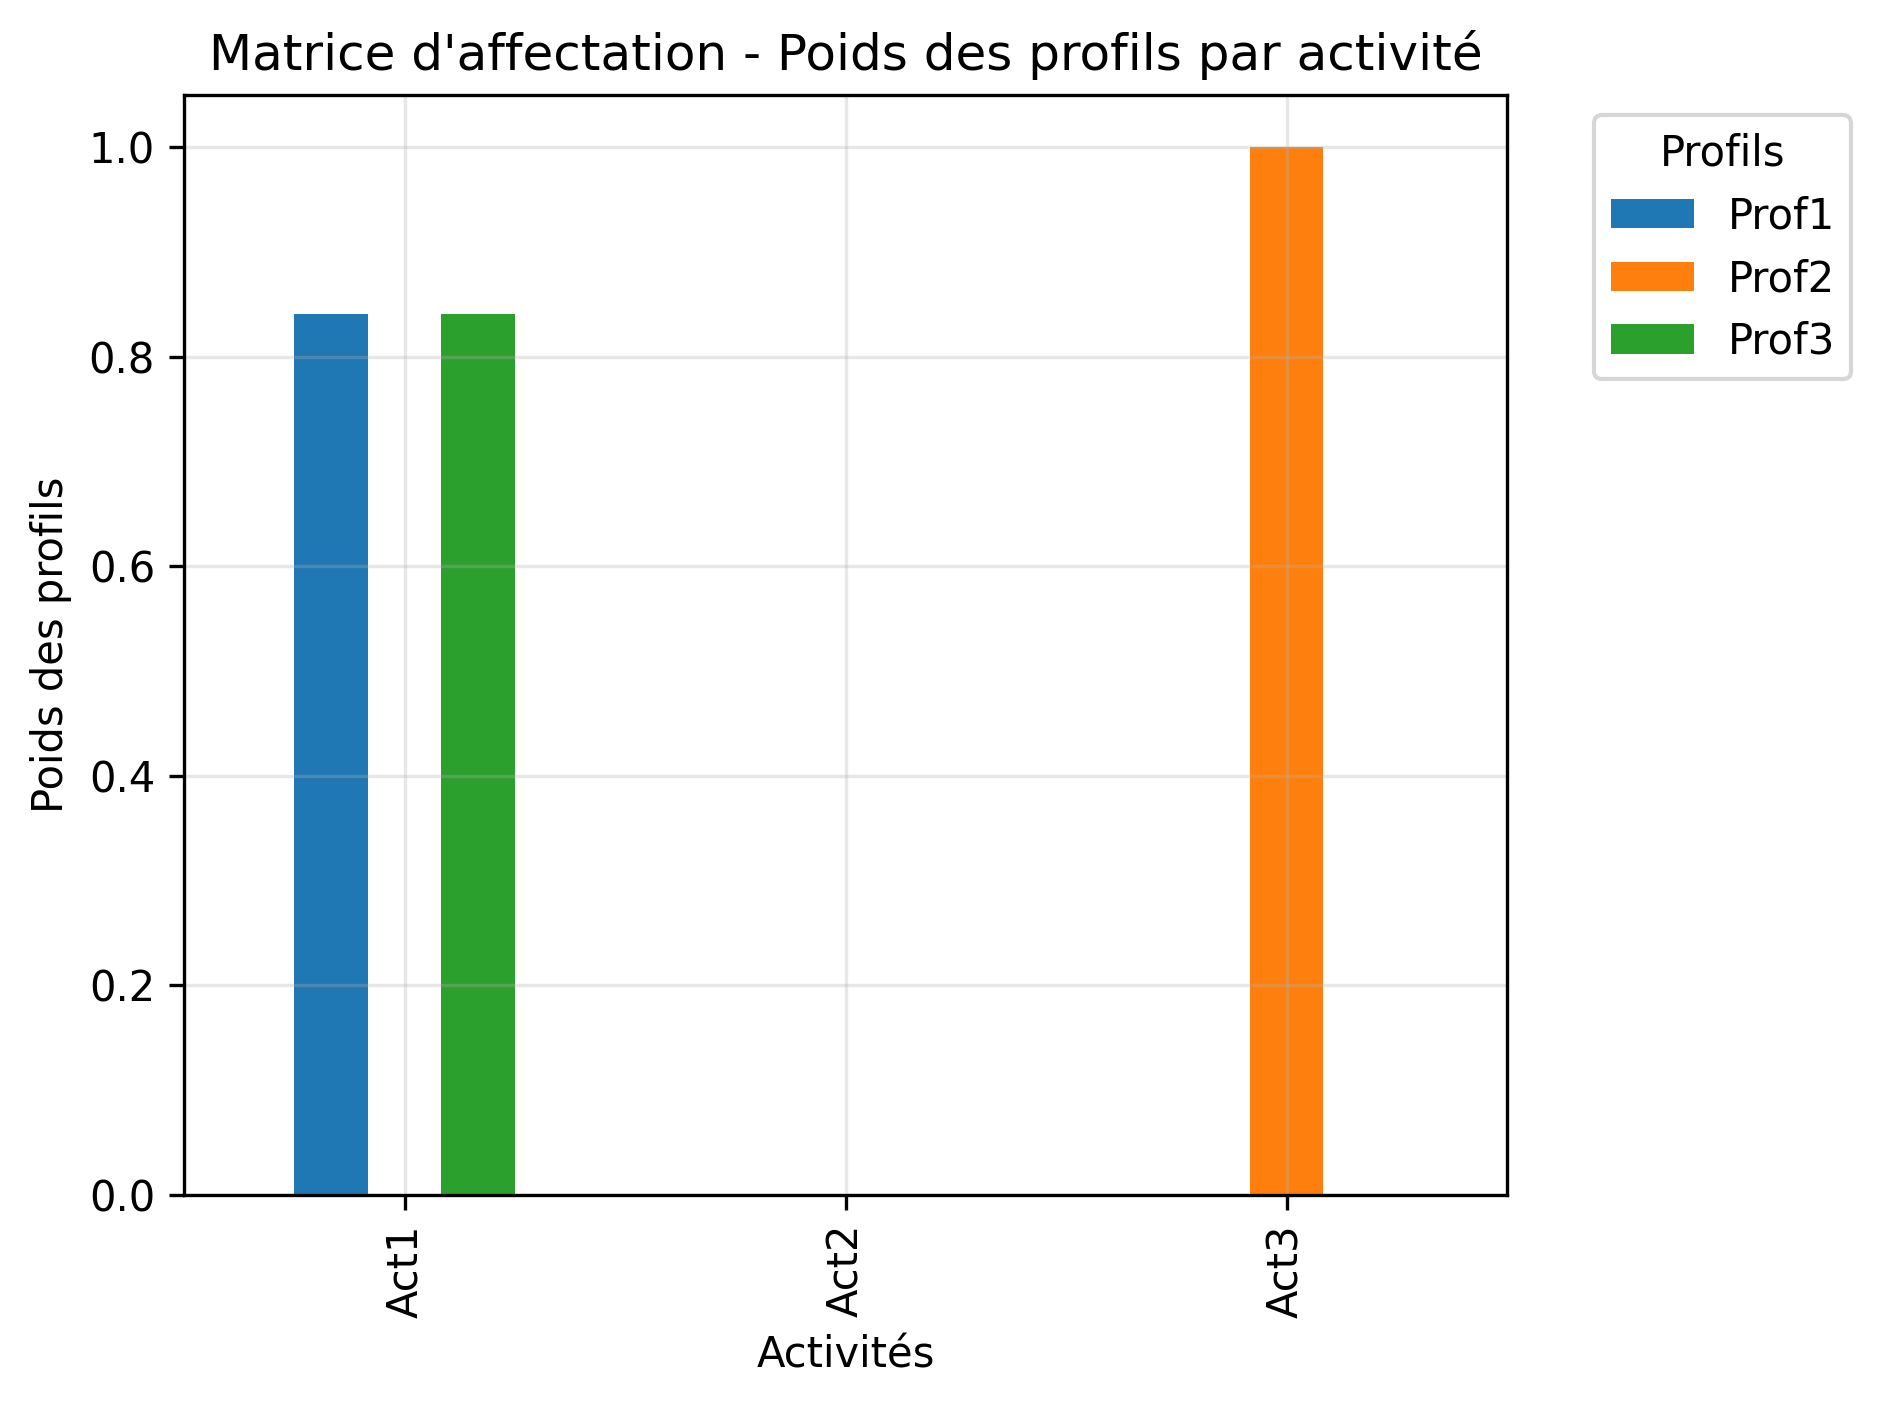 Matrice d'affectation - Poids des profils par activité
Profils
Prof1
Prof2
Prof3
Poids des profils
1.0
0.8
0.6
0.4
0.2
0.0
Act1
Act2
Act3
Activités